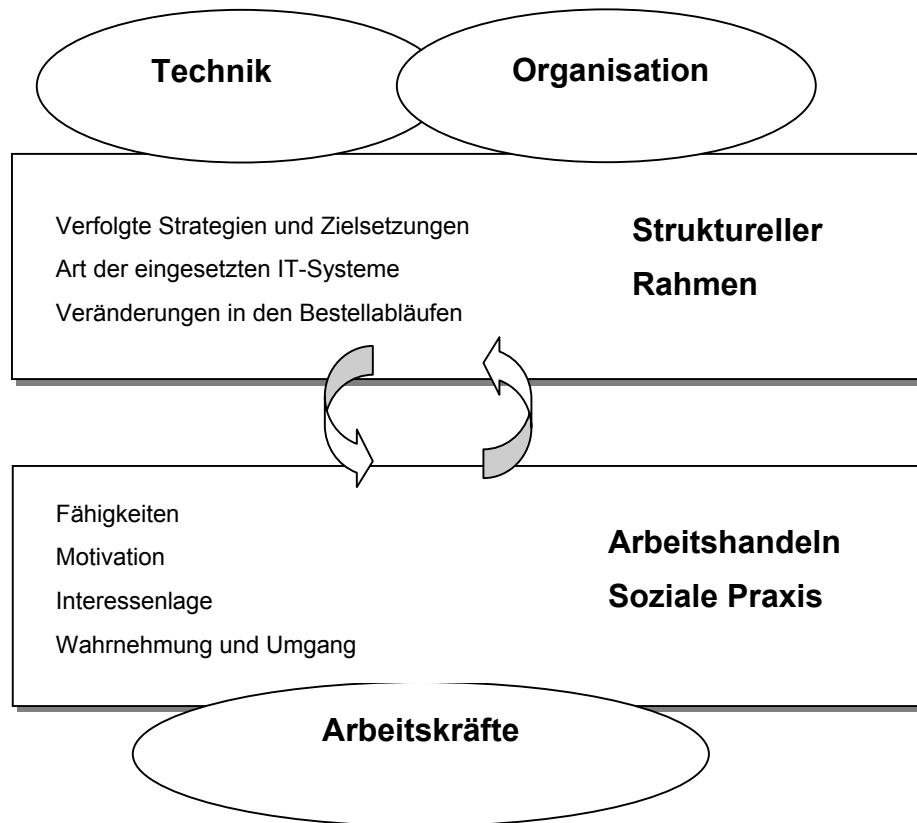 Technik
Organisation
Verfolgte Strategien und Zielsetzungen
Art der eingesetzten IT-Systeme
Veränderungen in den Bestellabläufen
Struktureller
Rahmen
Fähigkeiten
Motivation
Interessenlage
Wahrnehmung und Umgang
Arbeitshandeln
Soziale Praxis
Arbeitskräfte